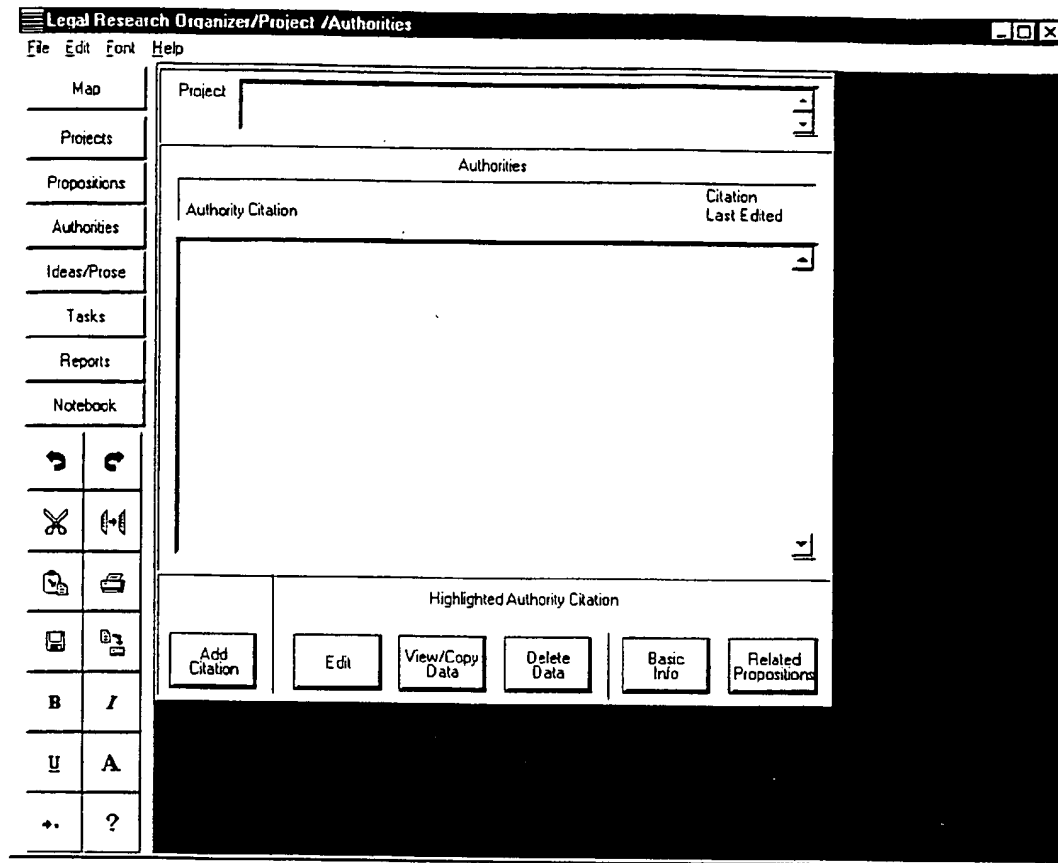 Legal Research Organizer/Project /Authorities
File Edit Font Help
Map
Projects
Propositions
Authorities
Ideas/Prose
Tasks
Reports
Notebook
B I
U A
?
Project
Authorities
Authority Citation
Citation
Last Edited
Highlighted Authority Citation
Add
Citation
Edit
View/Copy
Data
Delete
Data
Basic
Info
Related
Propositions